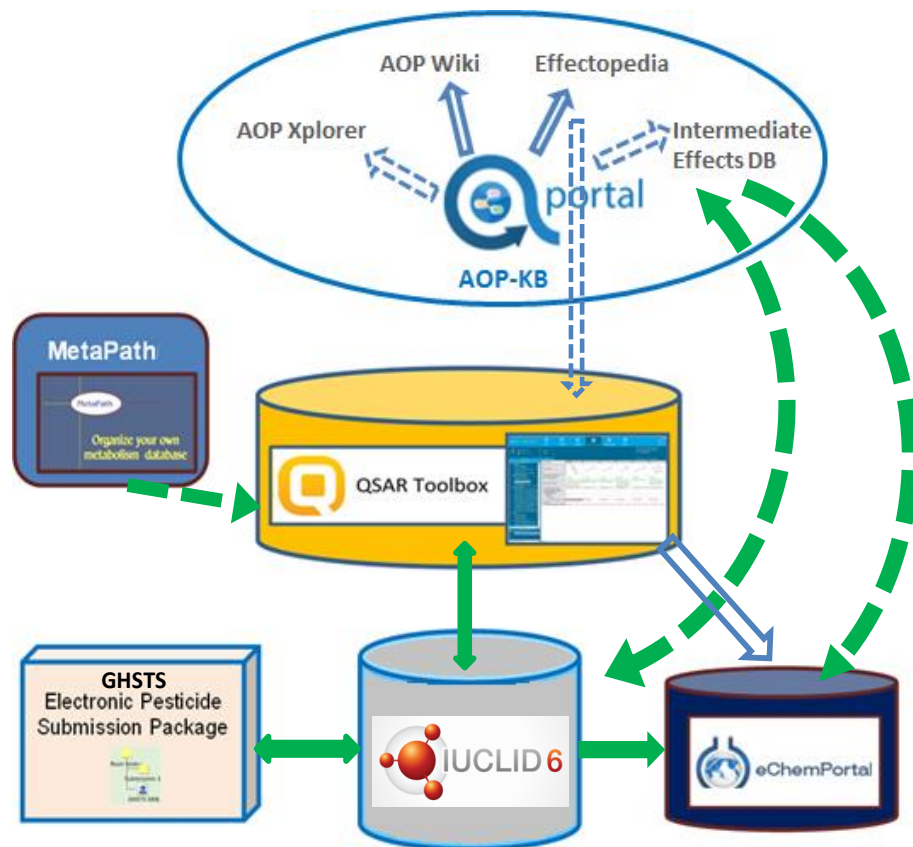 AOP Wiki
Effectopedia
AOP Xplorer
Intermediate
Effects DB
portal
AOP-KB
MetaPath
MetaPath
Organize your own
metabolism database
QSAR Toolbox
GHSTS
Electronic Pesticide
Submission Package
IUCLID 6
eChemPortal